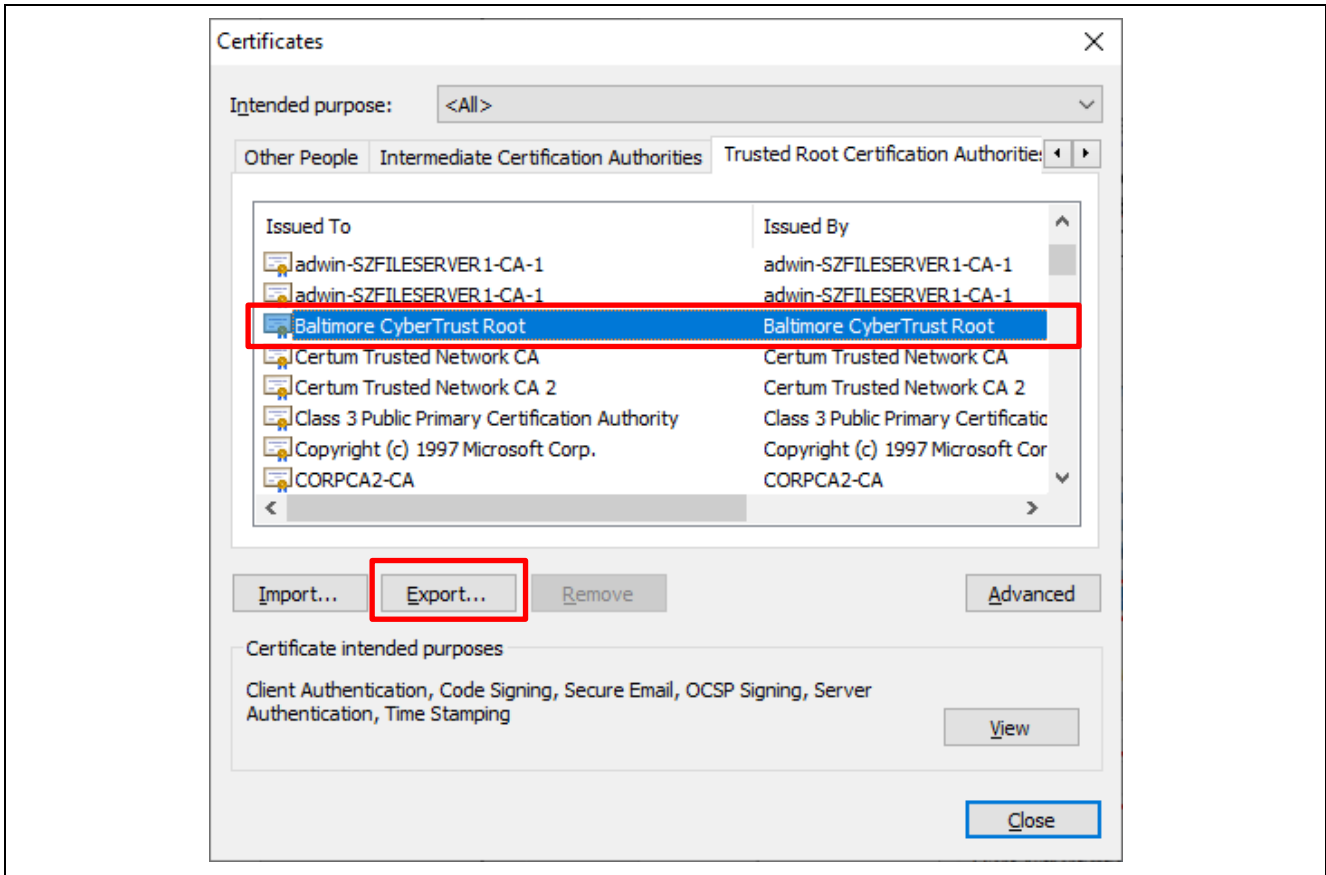 Certificates
Intended purpose: <All>
Other People Intermediate Certification Authorities Trusted Root Certification Authorities
Issued To Issued By
adwin-SZFILESERVER1-CA-1 adwin-SZFILESERVER1-CA-1
adwin-SZFILESERVER1-CA-1 adwin-SZFILESERVER1-CA-1
Baltimore CyberTrust Root Baltimore CyberTrust Root
Certum Trusted Network CA Certum Trusted Network CA
Certum Trusted Network CA 2 Certum Trusted Network CA 2
Class 3 Public Primary Certification Authority Class 3 Public Primary Certificatio
Copyright (c) 1997 Microsoft Corp. Copyright (c) 1997 Microsoft Cor
CORPCA2-CA CORPCA2-CA
Import... Export... Remove Advanced
Certificate intended purposes
Client Authentication, Code Signing, Secure Email, OCSP Signing, Server
Authentication, Time Stamping
View
Close